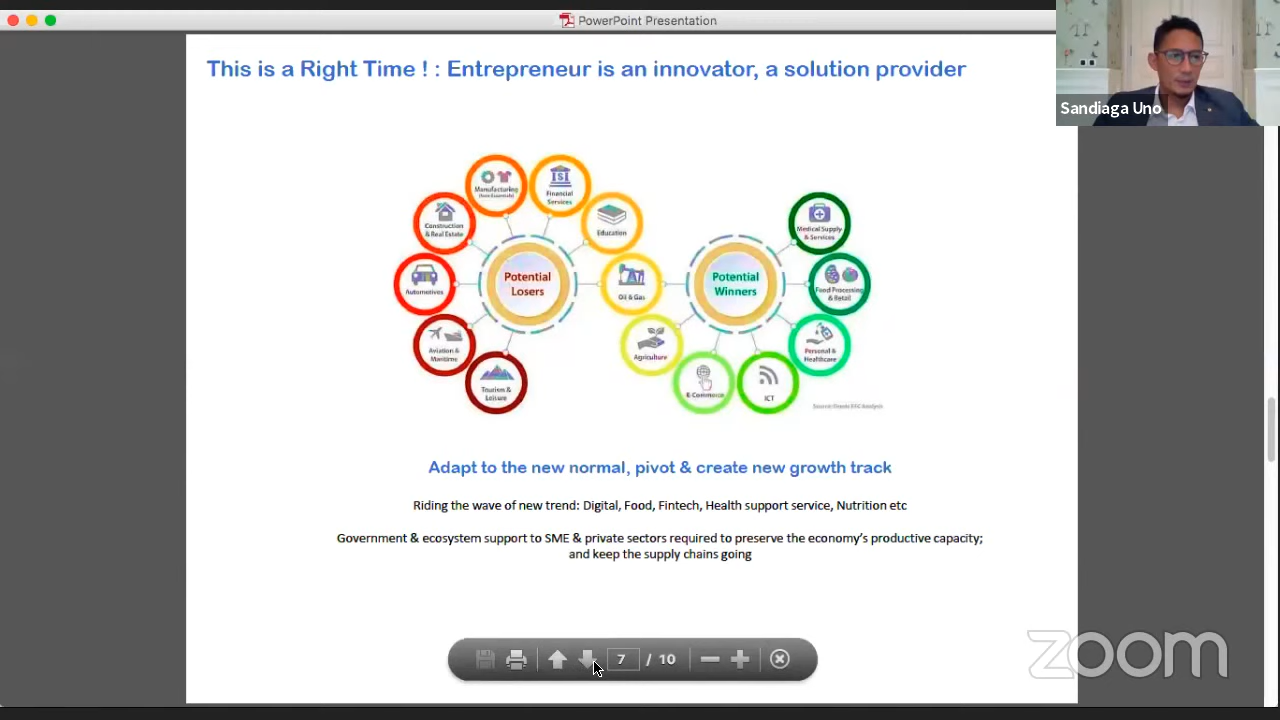 PowerPoint Presentation
Sandiaga Uno
This is a Right Time ! : Entrepreneur is an innovator, a solution provider
Manufacturing
Financial
Services
Construction
& Real Estate
Education
Automotives
Potential
Losers
Oil & Gas
Aviation &
Maritime
Tourism &
Leisure
Potential
Winners
Medical Supply
& Services
Food Processing
& Retail
Personal &
Healthcare
Agriculture
E-Commerce
ICT
Adapt to the new normal, pivot & create new growth track
Riding the wave of new trend: Digital, Food, Fintech, Health support service, Nutrition etc
Government & ecosystem support to SME & private sectors required to preserve the economy's productive capacity;
and keep the supply chains going
7 / 10
zoom